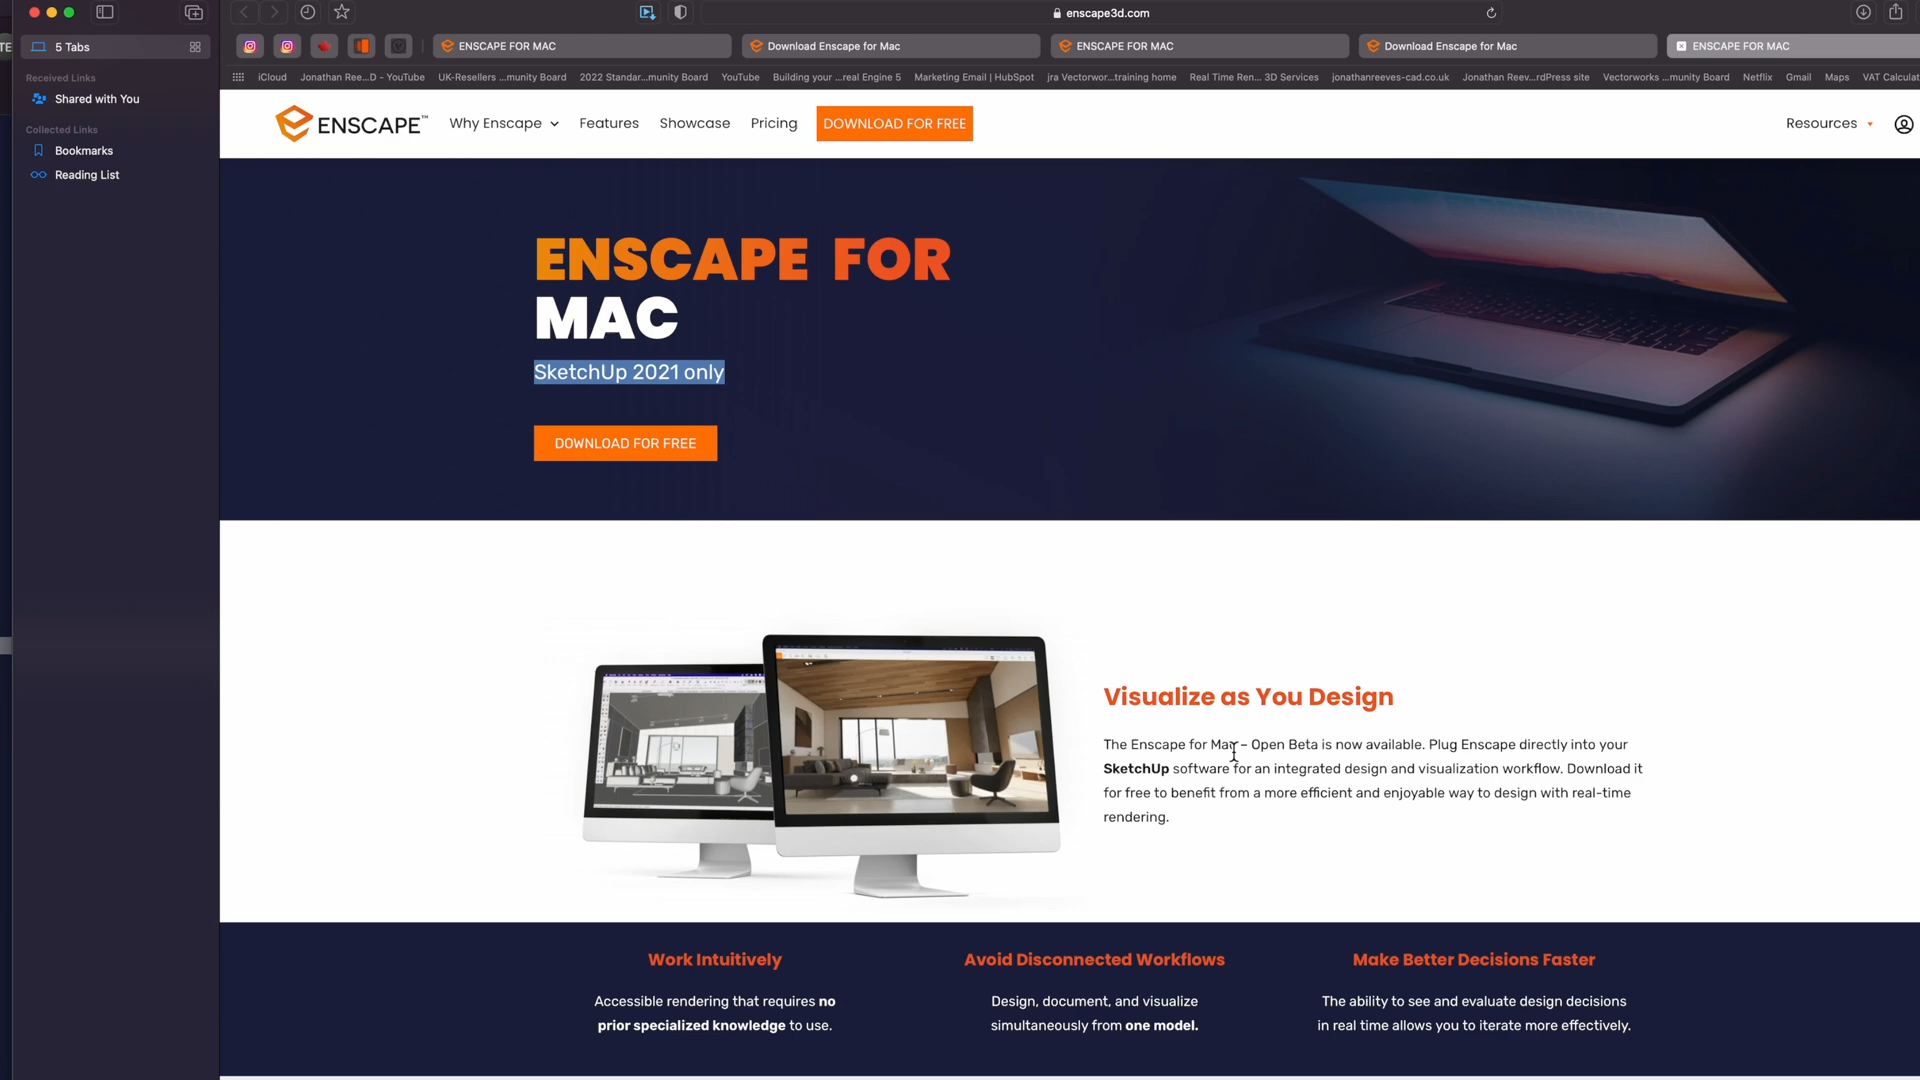 enscape3d.com
5 Tabs
ENSCAPE FOR MAC
Download Enscape for Mac
ENSCAPE FOR MAC
Download Enscape for Mac
ENSCAPE FOR MAC
iCloud
Jonathan Ree...D - YouTube
UK-Resellers ...munity Board
2022 Standar...munity Board
YouTube
Building your ...real Engine 5
Marketing Email | HubSpot
jra Vectorwor...training home
Real Time Ren... 3D Services
jonathanreeves-cad.co.uk
Jonathan Reev...rdPress site
Vectorworks ...munity Board
Netflix
Gmail
Maps
VAT Calculat
Received Links
Shared with You
Collected Links
Bookmarks
Reading List
ENSCAPE™
Why Enscape
Features
Showcase
Pricing
DOWNLOAD FOR FREE
Resources
ENSCAPE FOR
MAC
SketchUp 2021 only
DOWNLOAD FOR FREE
Visualize as You Design
The Enscape for Mac – Open Beta is now available. Plug Enscape directly into your
SketchUp software for an integrated design and visualization workflow. Download it
for free to benefit from a more efficient and enjoyable way to design with real-time
rendering.
Work Intuitively
Accessible rendering that requires no
prior specialized knowledge to use.
Avoid Disconnected Workflows
Design, document, and visualize
simultaneously from one model.
Make Better Decisions Faster
The ability to see and evaluate design decisions
in real time allows you to iterate more effectively.